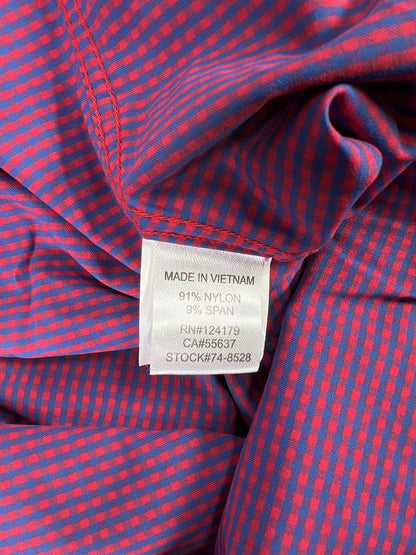 MADE IN VIETNAM
91% NYLON
9% SPAN
RN#124179
CA#55637
STOCK#74-8528